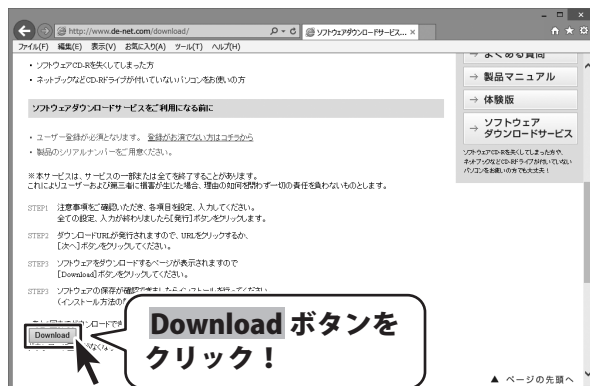 http://www.de-net.com/download/
ソフトウェアダウンロードサービス...
ファイル(F) 編集(E) 表示(V) お気に入り(A) ツール(T) ヘルプ(H)
・ ソフトウェアCD-Rを失くしてしまった方
・ ネットブックなどCD-Rドライブが付いていないパソコンをお使いの方
ソフトウェアダウンロードサービスをご利用になる前に
・ ユーザー登録が必須となります。 登録がお済でない方はコチラから
・ 製品のシリアルナンバーをご用意ください。
※本サービスは、サービスの一部または全てを終了することがあります。
これによりユーザーおよび第三者に損害が生じた場合、理由の如何を問わず一切の責任を負わないものとします。
STEP1 注意事項をご確認いただき、各項目を設定、入力してください。
全ての設定、入力が終わりましたら[発行]ボタンをクリックします。
STEP2 ダウンロードURLが発行されますので、URLをクリックするか、
[次へ]ボタンをクリックしてください。
STEP3 ソフトウェアをダウンロードするページが表示されますので
[Download]ボタンをクリックしてください。
STEP3 ソフトウェアの保存が確認できましたらインストールを行ってください
(インストール方法の
Download
Download ボタンを
クリック！
→ よくある質問
→ 製品マニュアル
→ 体験版
→ ソフトウェア
ダウンロードサービス
ソフトウェアCD-Rを失くしてしまった方や、
ネットブックなどCD-Rドライブが付いていない
パソコンをお使いの方でも大丈夫！
▲ ページの先頭へ